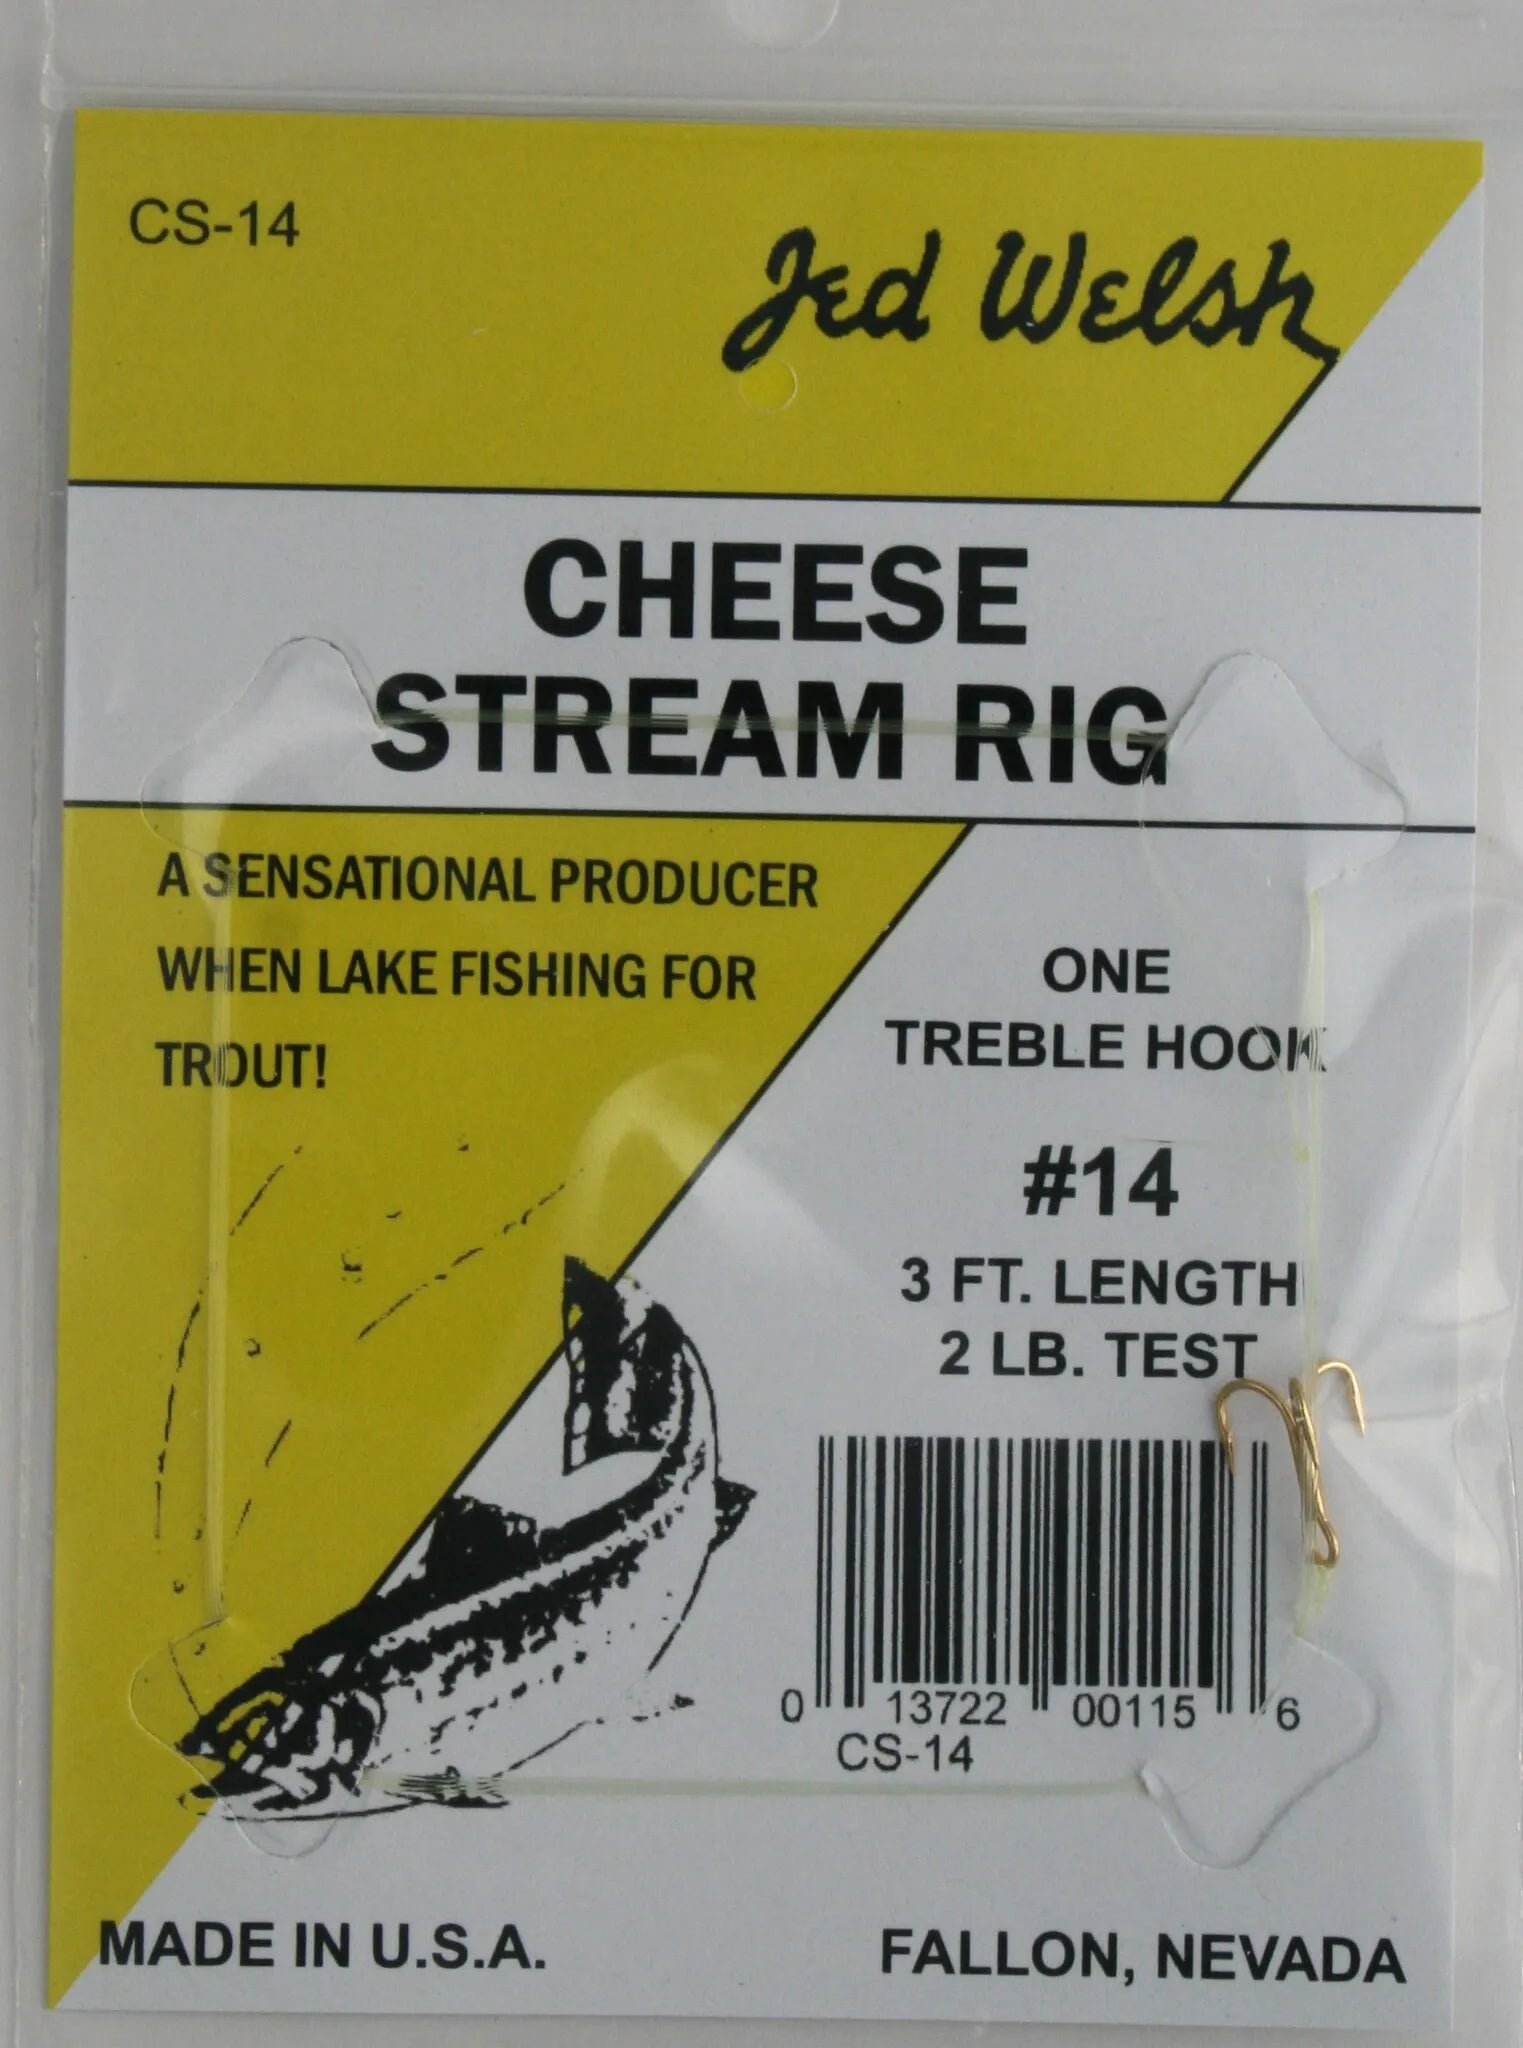 CS-14
Jed Welsh
CHEESE
STREAM RIG
A SENSATIONAL PRODUCER
WHEN LAKE FISHING FOR
TROUT!
ONE
TREBLE HOOK
#14
3 FT. LENGTH
2 LB. TEST
0 13722 00115 6
CS-14
MADE IN U.S.A.
FALLON, NEVADA